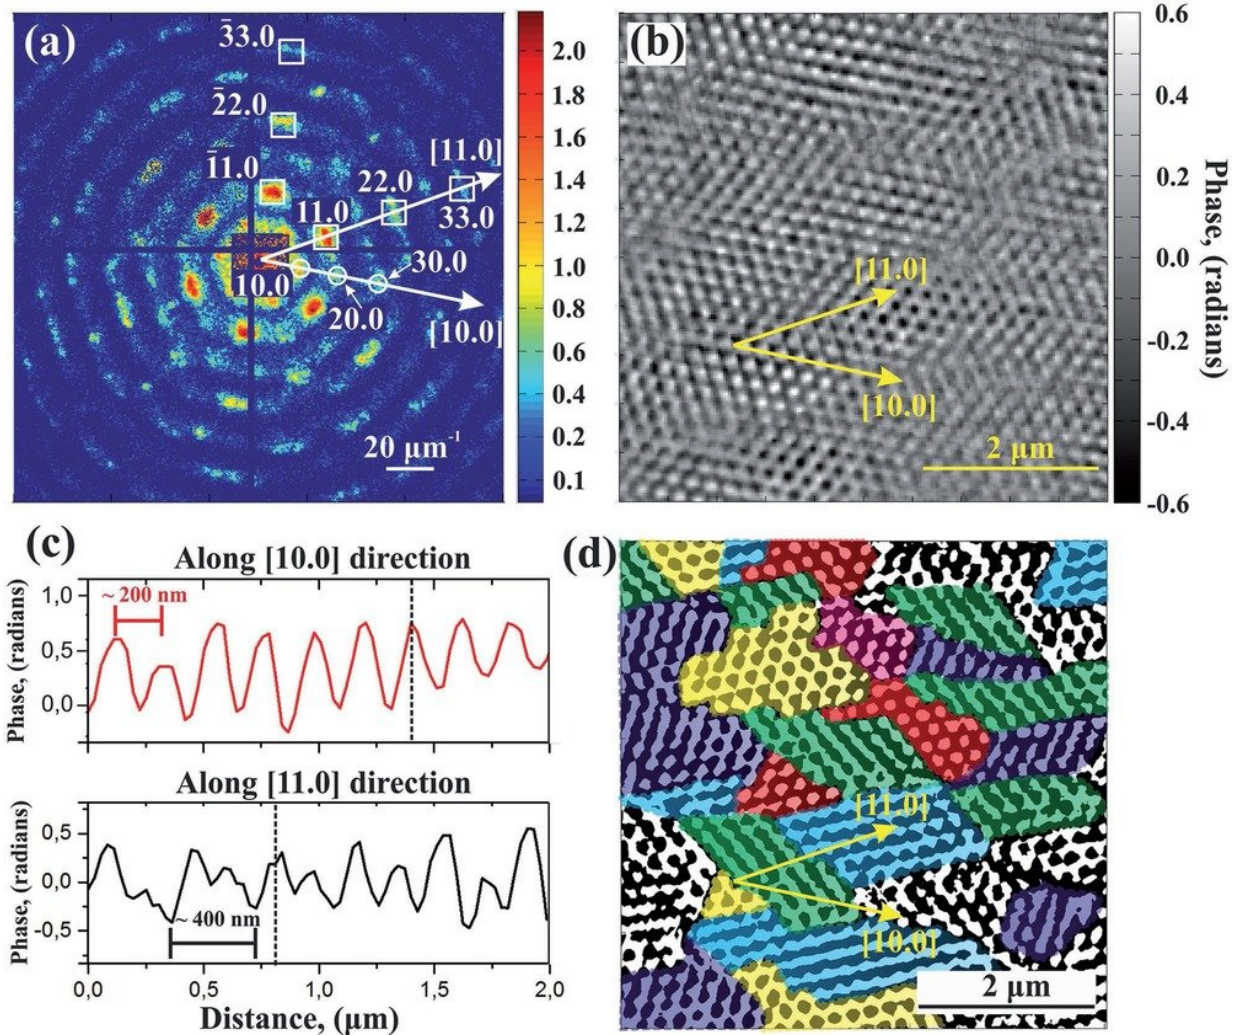 (a)
3̅3.0
2̅2.0
1̅1.0
[11.0]
22.0
33.0
11.0
10.0
30.0
20.0
[10.0]
20 µm⁻¹
2.0
1.8
1.6
1.4
1.2
1.0
0.8
0.6
0.4
0.2
0.1
(b)
[11.0]
[10.0]
2 µm
0.6
0.4
0.2
0.0
-0.2
-0.4
-0.6
Phase, (radians)
(c)
Along [10.0] direction
~ 200 nm
1,0
0,5
0,0
Phase, (radians)
Along [11.0] direction
0,5
0,0
-0,5
~ 400 nm
Phase, (radians)
0,0
0,5
1,0
1,5
2,0
Distance, (µm)
(d)
[11.0]
[10.0]
2 µm